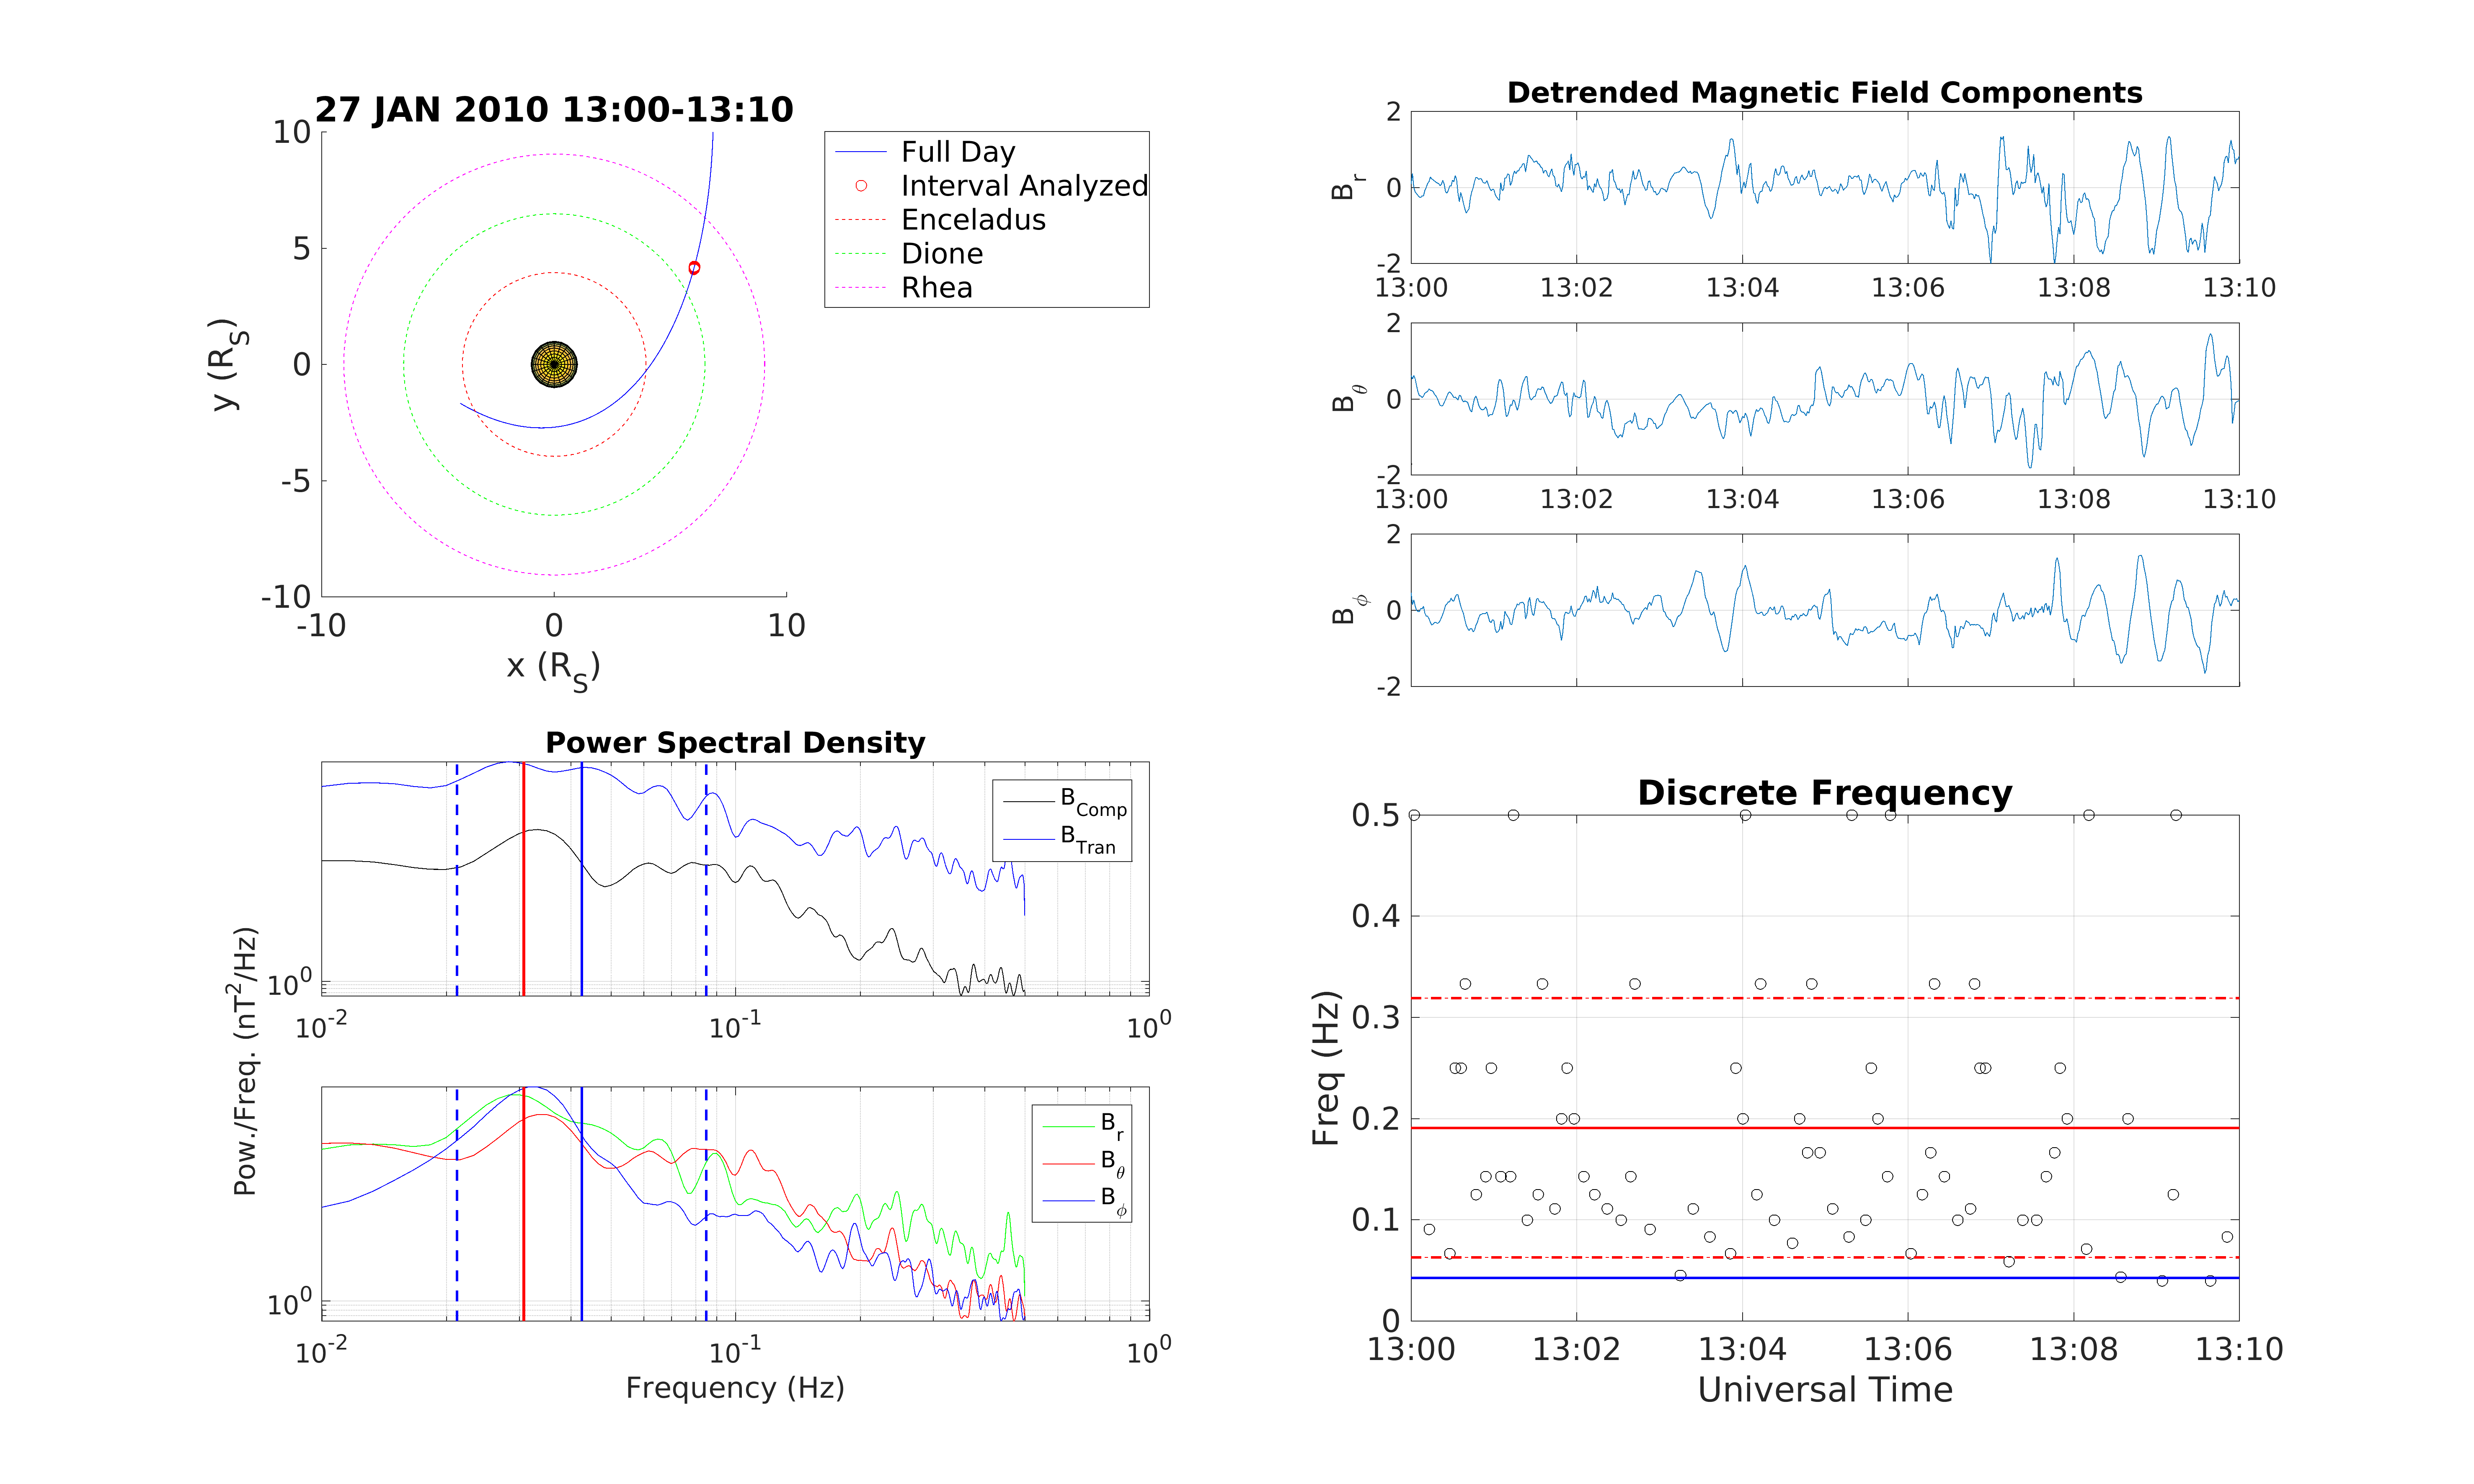 27 JAN 2010 13:00-13:10
10
5
0
-5
-10
-10
0
10
y (R_S)
x (R_S)
Full Day
Interval Analyzed
Enceladus
Dione
Rhea
Detrended Magnetic Field Components
B_r
2
0
-2
13:00
13:02
13:04
13:06
13:08
13:10
B_θ
2
0
-2
13:00
13:02
13:04
13:06
13:08
13:10
B_ϕ
2
0
-2
Power Spectral Density
B_Comp
B_Tran
10^0
10^-2
10^-1
10^0
Pow./Freq. (nT^2/Hz)
B_r
B_θ
B_ϕ
10^0
10^-2
10^-1
10^0
Frequency (Hz)
Discrete Frequency
Freq (Hz)
0.5
0.4
0.3
0.2
0.1
0
13:00
13:02
13:04
13:06
13:08
13:10
Universal Time